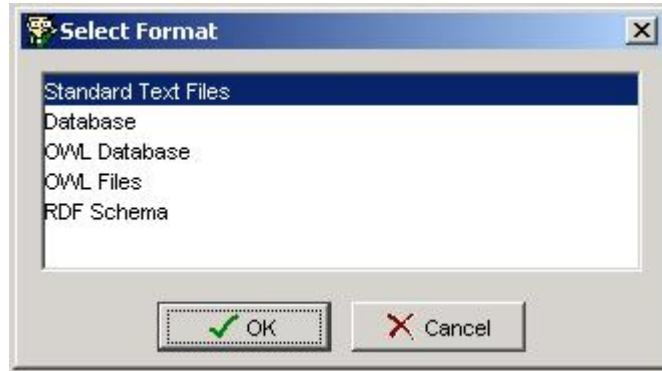 Select Format
Standard Text Files
Database
OWL Database
OWL Files
RDF Schema
OK
Cancel